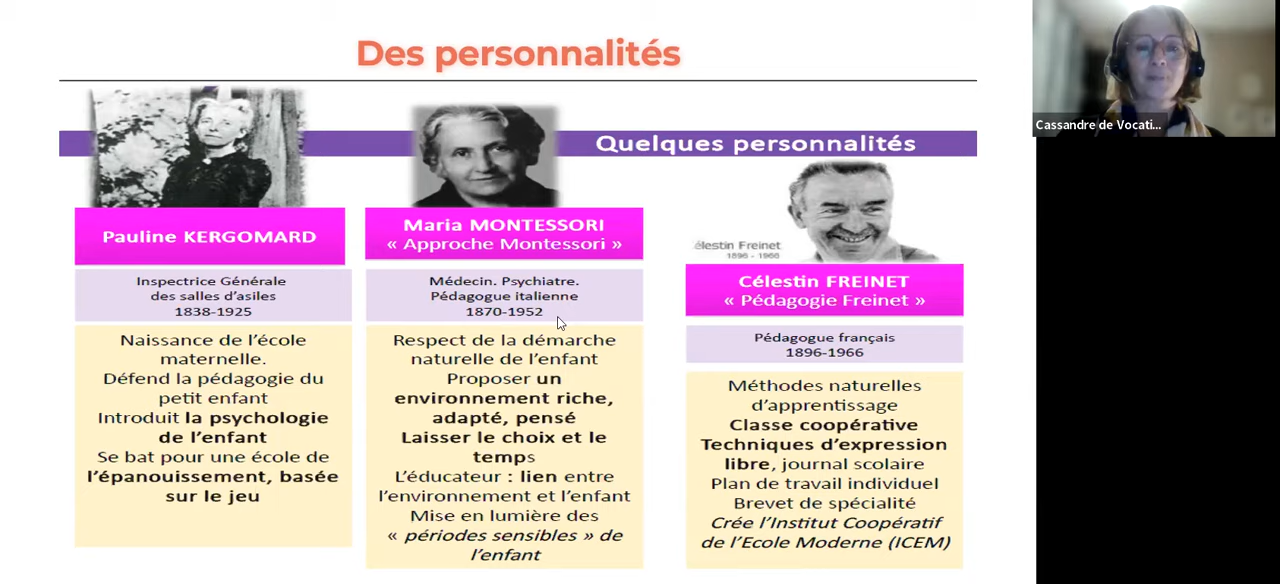 Des personnalités
Quelques personnalités
Cassandre de Vocati...
Pauline KERGOMARD
Inspectrice Générale
des salles d'asiles
1838-1925
Naissance de l'école
maternelle.
Défend la pédagogie du
petit enfant
Introduit la psychologie
de l'enfant
Se bat pour une école de
l'épanouissement, basée
sur le jeu
Maria MONTESSORI
« Approche Montessori »
Médecin. Psychiatre.
Pédagogue italienne
1870-1952
Respect de la démarche
naturelle de l'enfant
Proposer un
environnement riche,
adapté, pensé
Laisser le choix et le
temps
L'éducateur : lien entre
l'environnement et l'enfant
Mise en lumière des
« périodes sensibles » de
l'enfant
élestin Freinet
1896 - 1966
Célestin FREINET
« Pédagogie Freinet »
Pédagogue français
1896-1966
Méthodes naturelles
d'apprentissage
Classe coopérative
Techniques d'expression
libre, journal scolaire
Plan de travail individuel
Brevet de spécialité
Crée l'Institut Coopératif
de l'Ecole Moderne (ICEM)